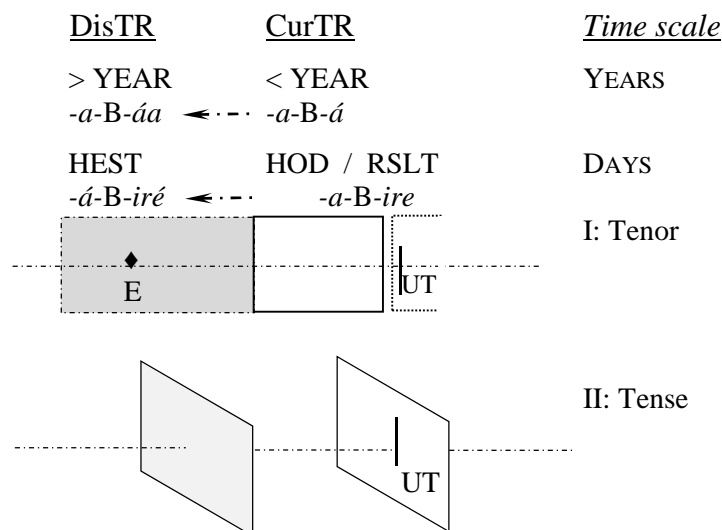 DisTR CurTR Time scale
> YEAR < YEAR YEARS
-a-B-áa -a-B-á
HEST HOD / RSLT DAYS
-á-B-iré -a-B-ire
I: Tenor
E UT
II: Tense
UT